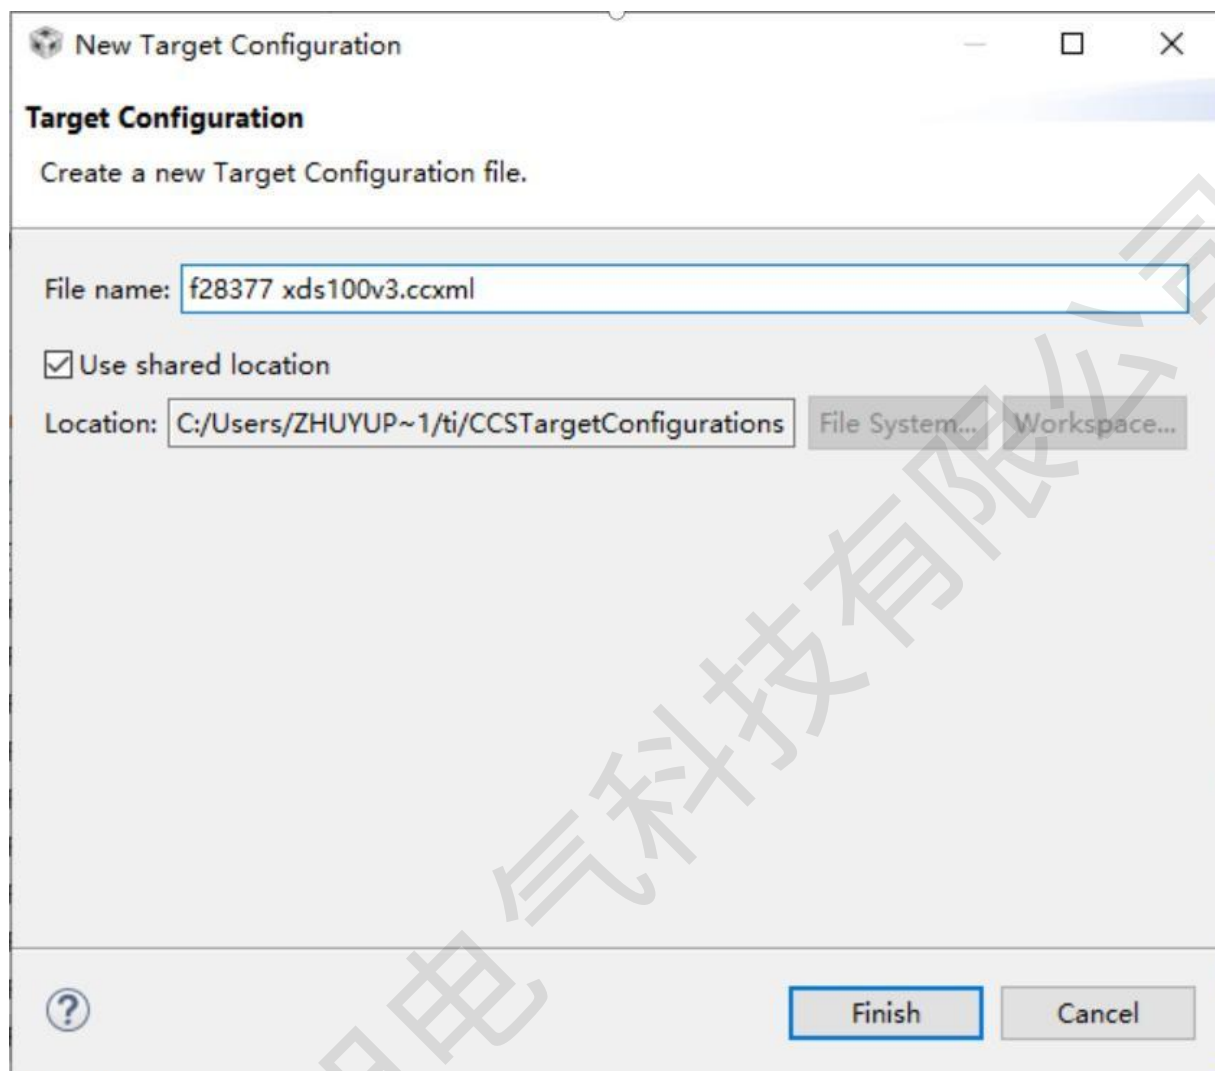 New Target Configuration
Target Configuration
Create a new Target Configuration file.
File name: f28377 xds100v3.ccxml
Use shared location
Location: C:/Users/ZHUYUP~1/ti/CCSTargetConfigurations File System... Workspace...
Finish Cancel
电气科技有限公司